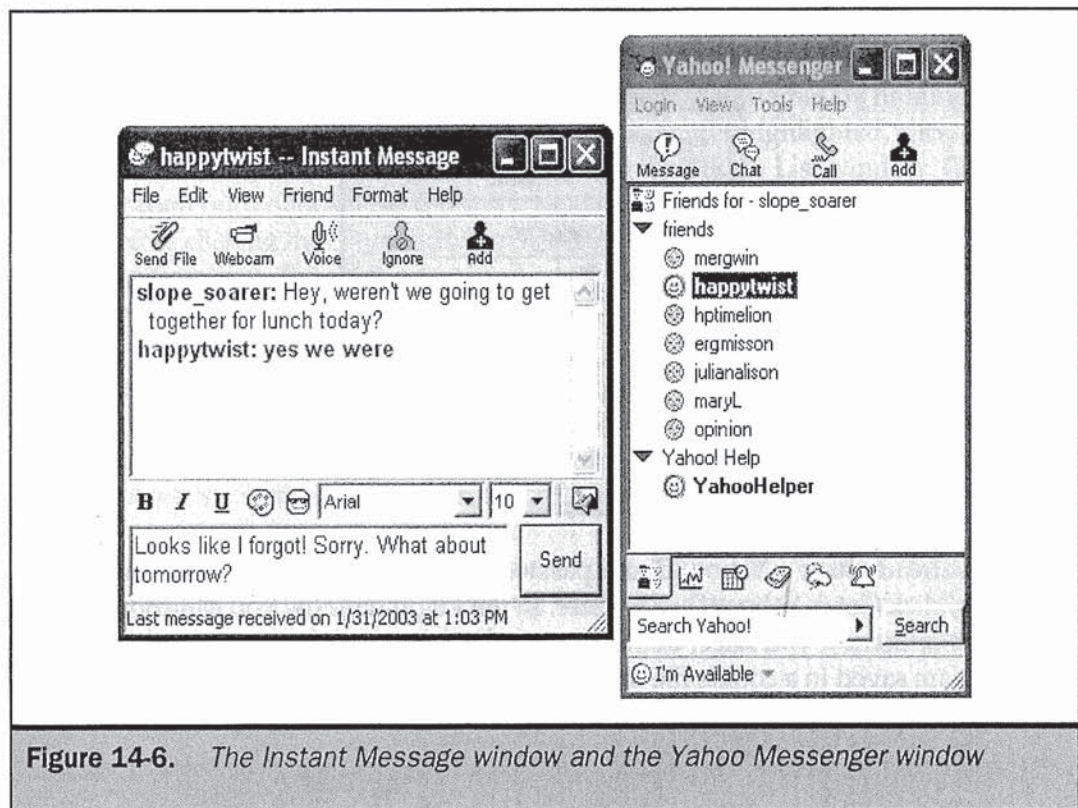 happytwist -- Instant Message
File Edit View Friend Format Help
Send File Webcam Voice Ignore Add
slope_soarer: Hey, weren't we going to get
together for lunch today?
happytwist: yes we were
B I U Arial 10
Looks like I forgot! Sorry. What about
tomorrow?
Send
Last message received on 1/31/2003 at 1:03 PM
Yahoo! Messenger
Login View Tools Help
Message Chat Call Add
Friends for - slope_soarer
friends
mergwin
happytwist
hptimelion
ergmisson
julianalison
maryL
opinion
Yahoo! Help
YahooHelper
Search Yahoo! Search
I'm Available
Figure 14-6. The Instant Message window and the Yahoo Messenger window